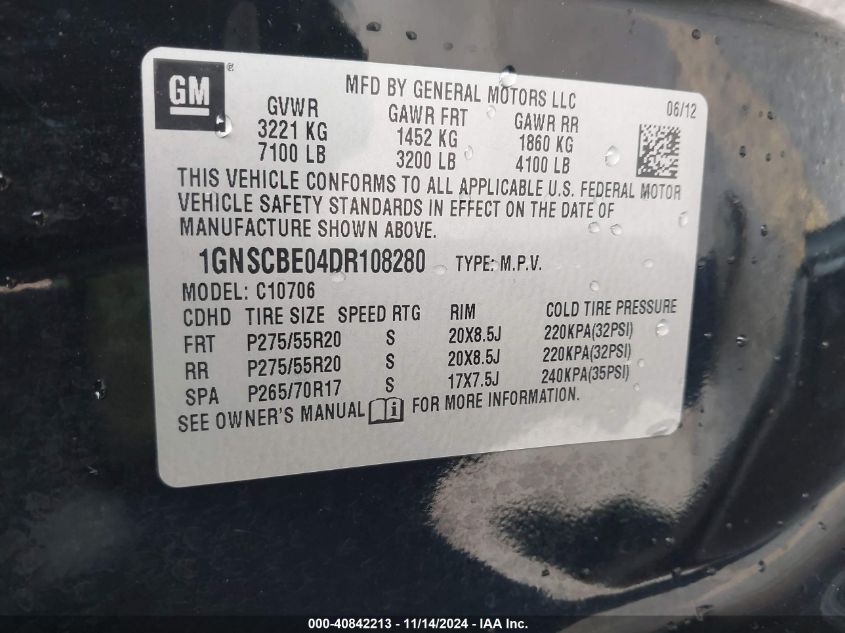 GM ®
MFD BY GENERAL MOTORS LLC
06/12
GVWR GAWR FRT GAWR RR
3221 KG 1452 KG 1860 KG
7100 LB 3200 LB 4100 LB
THIS VEHICLE CONFORMS TO ALL APPLICABLE U.S. FEDERAL MOTOR
VEHICLE SAFETY STANDARDS IN EFFECT ON THE DATE OF
MANUFACTURE SHOWN ABOVE.
1GNSCBE04DR108280 TYPE: M.P.V.
MODEL: C10706
CDHD TIRE SIZE SPEED RTG RIM COLD TIRE PRESSURE
FRT P275/55R20 S 20X8.5J 220KPA(32PSI)
RR P275/55R20 S 20X8.5J 220KPA(32PSI)
SPA P265/70R17 S 17X7.5J 240KPA(35PSI)
SEE OWNER'S MANUAL i FOR MORE INFORMATION.
000-40842213 - 11/14/2024 - IAA Inc.